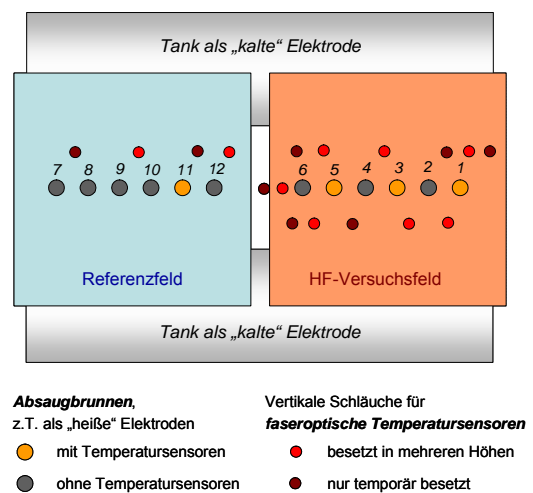 Tank als „kalte“ Elektrode
7 8 9 10 11 12 6 5 4 3 2 1
Referenzfeld HF-Versuchsfeld
Tank als „kalte“ Elektrode
Absaugbrunnen,
z.T. als „heiße“ Elektroden
mit Temperatursensoren
ohne Temperatursensoren
Vertikale Schläuche für
faseroptische Temperatursensoren
besetzt in mehreren Höhen
nur temporär besetzt